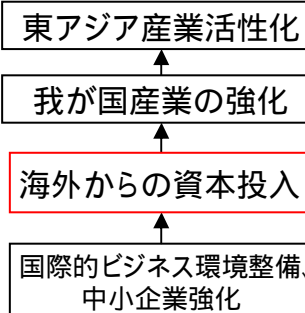 東アジア産業活性化
我が国産業の強化
海外からの資本投入
国際的ビジネス環境整備、
中小企業強化